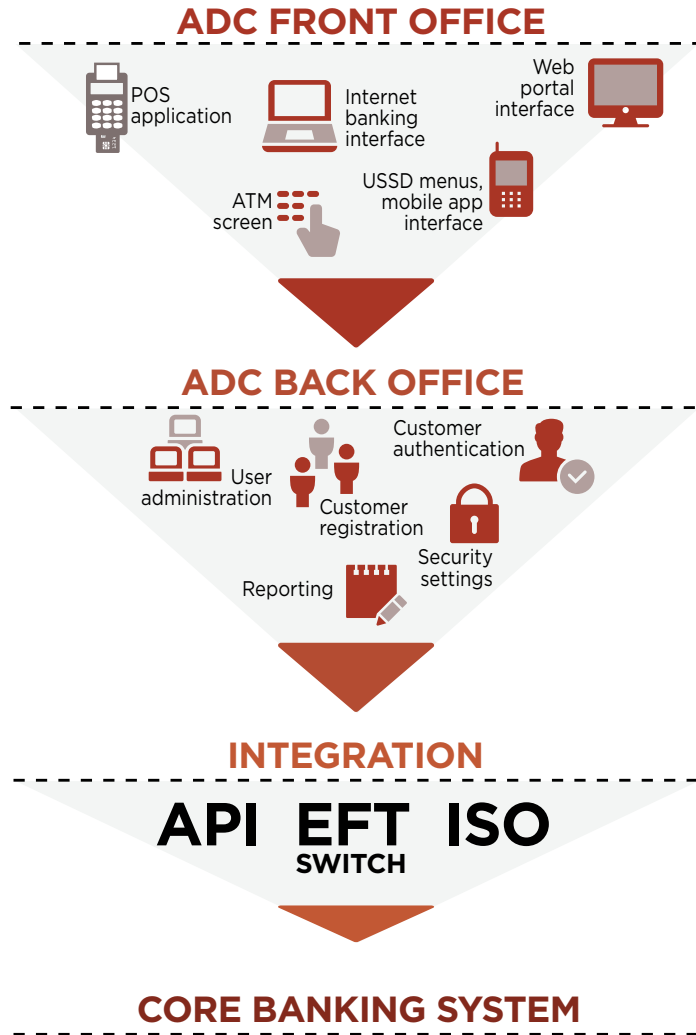 ADC FRONT OFFICE
POS
application
Internet
banking
interface
Web
portal
interface
ATM
screen
USSD menus,
mobile app
interface
ADC BACK OFFICE
User
administration
Customer
registration
Customer
authentication
Security
settings
Reporting
INTEGRATION
API EFT ISO
SWITCH
CORE BANKING SYSTEM